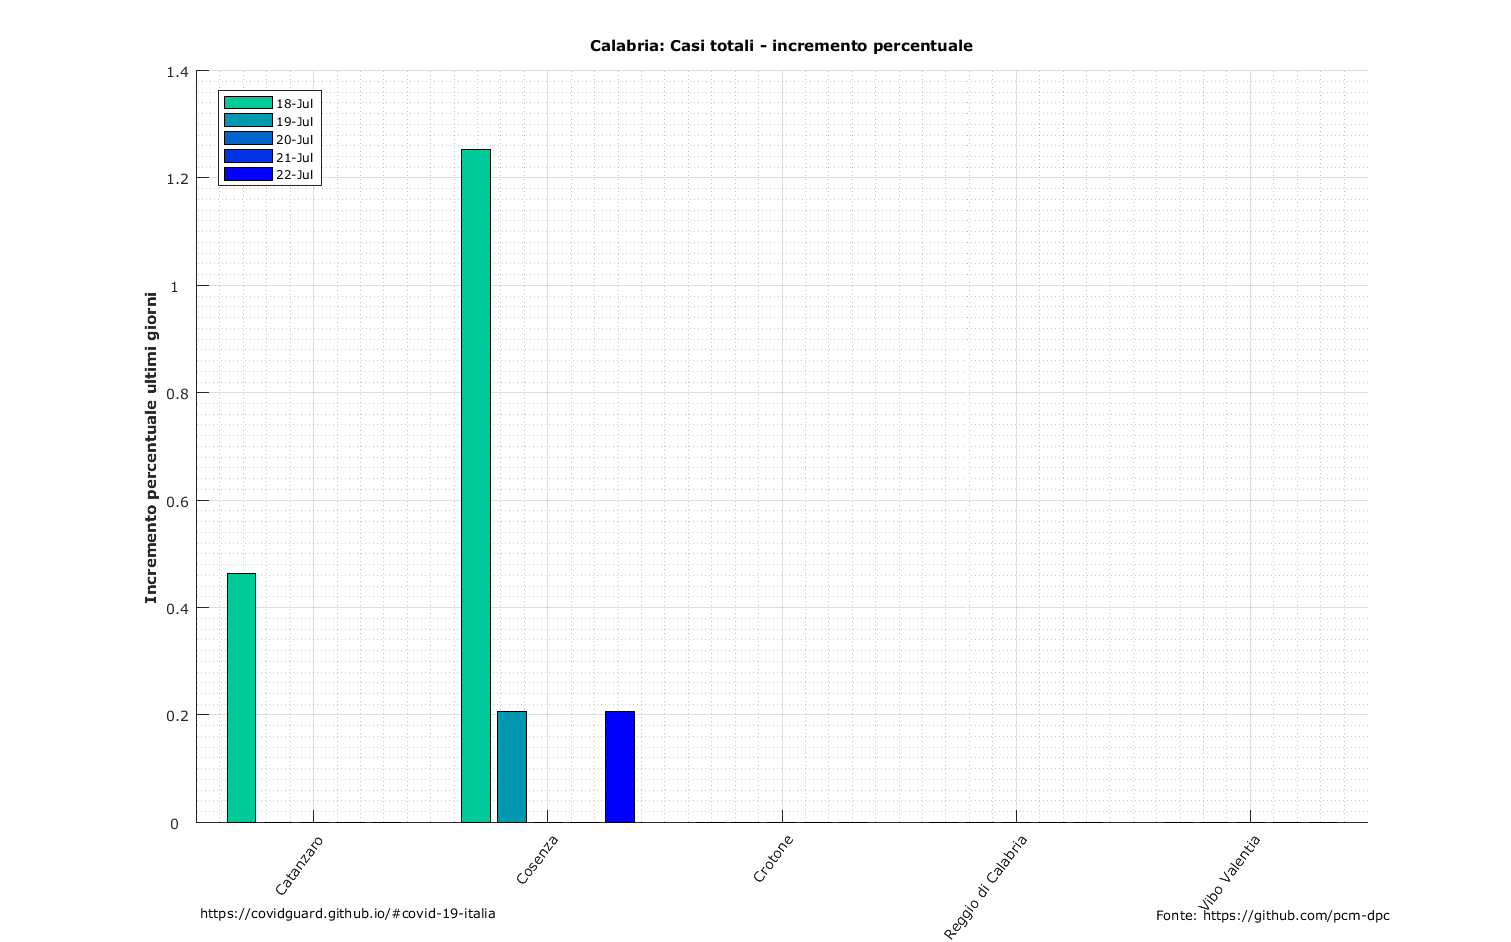 Calabria: Casi totali - incremento percentuale
1.4
1.2
1
0.8
0.6
0.4
0.2
0
Incremento percentuale ultimi giorni
18-Jul
19-Jul
20-Jul
21-Jul
22-Jul
Catanzaro
Cosenza
Crotone
Reggio di Calabria
Vibo Valentia
https://covidguard.github.io/#covid-19-italia
Fonte: https://github.com/pcm-dpc